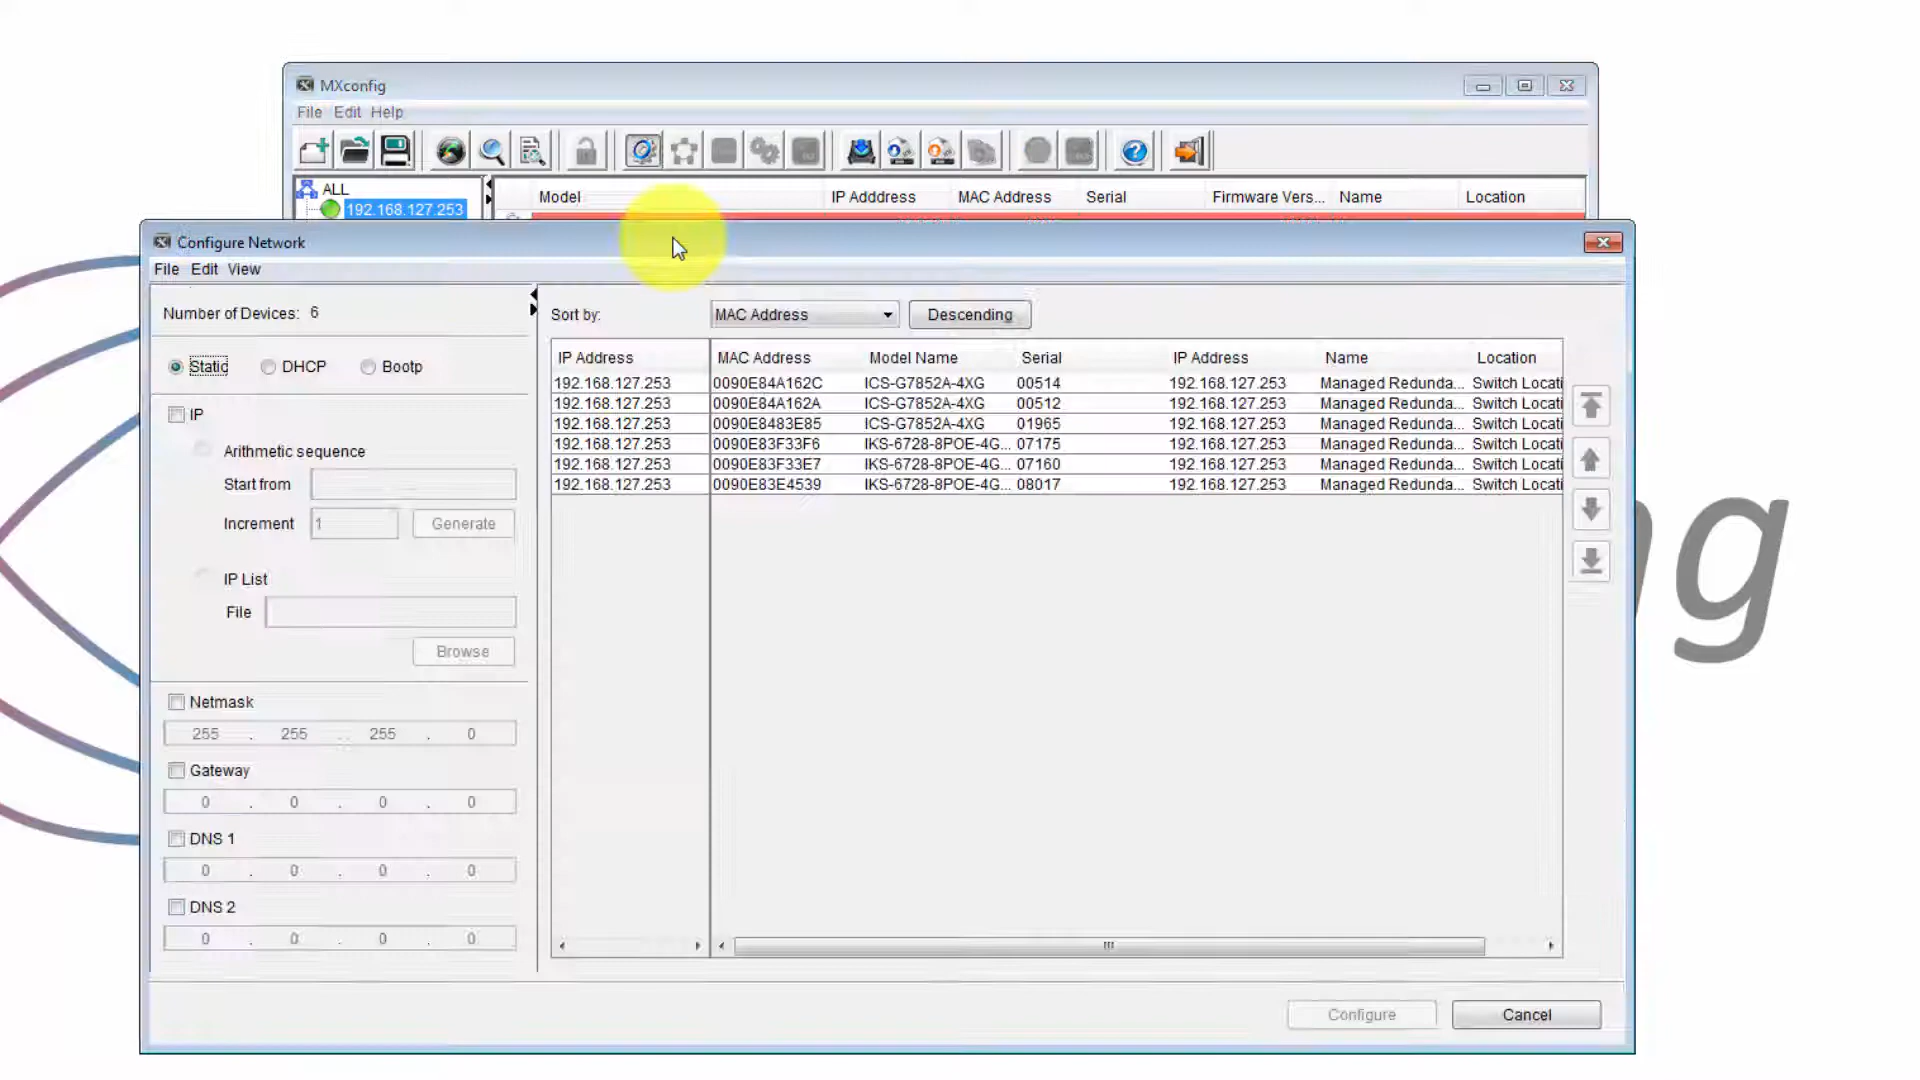 MXconfig
File Edit Help
ALL
192.168.127.253
Model IP Adddress MAC Address Serial Firmware Vers... Name Location
Configure Network
File Edit View
Number of Devices: 6
Static DHCP Bootp
IP
Arithmetic sequence
Start from
Increment 1 Generate
IP List
File
Browse
Netmask
255 . 255 . 255 . 0
Gateway
0 . 0 . 0 . 0
DNS 1
0 . 0 . 0 . 0
DNS 2
0 . 0 . 0 . 0
Sort by: MAC Address Descending
IP Address MAC Address Model Name Serial IP Address Name Location
192.168.127.253 0090E84A162C ICS-G7852A-4XG 00514 192.168.127.253 Managed Redunda... Switch Locati
192.168.127.253 0090E84A162A ICS-G7852A-4XG 00512 192.168.127.253 Managed Redunda... Switch Locati
192.168.127.253 0090E8483E85 ICS-G7852A-4XG 01965 192.168.127.253 Managed Redunda... Switch Locati
192.168.127.253 0090E83F33F6 IKS-6728-8POE-4G... 07175 192.168.127.253 Managed Redunda... Switch Locati
192.168.127.253 0090E83F33E7 IKS-6728-8POE-4G... 07160 192.168.127.253 Managed Redunda... Switch Locati
192.168.127.253 0090E83E4539 IKS-6728-8POE-4G... 08017 192.168.127.253 Managed Redunda... Switch Locati
Configure Cancel